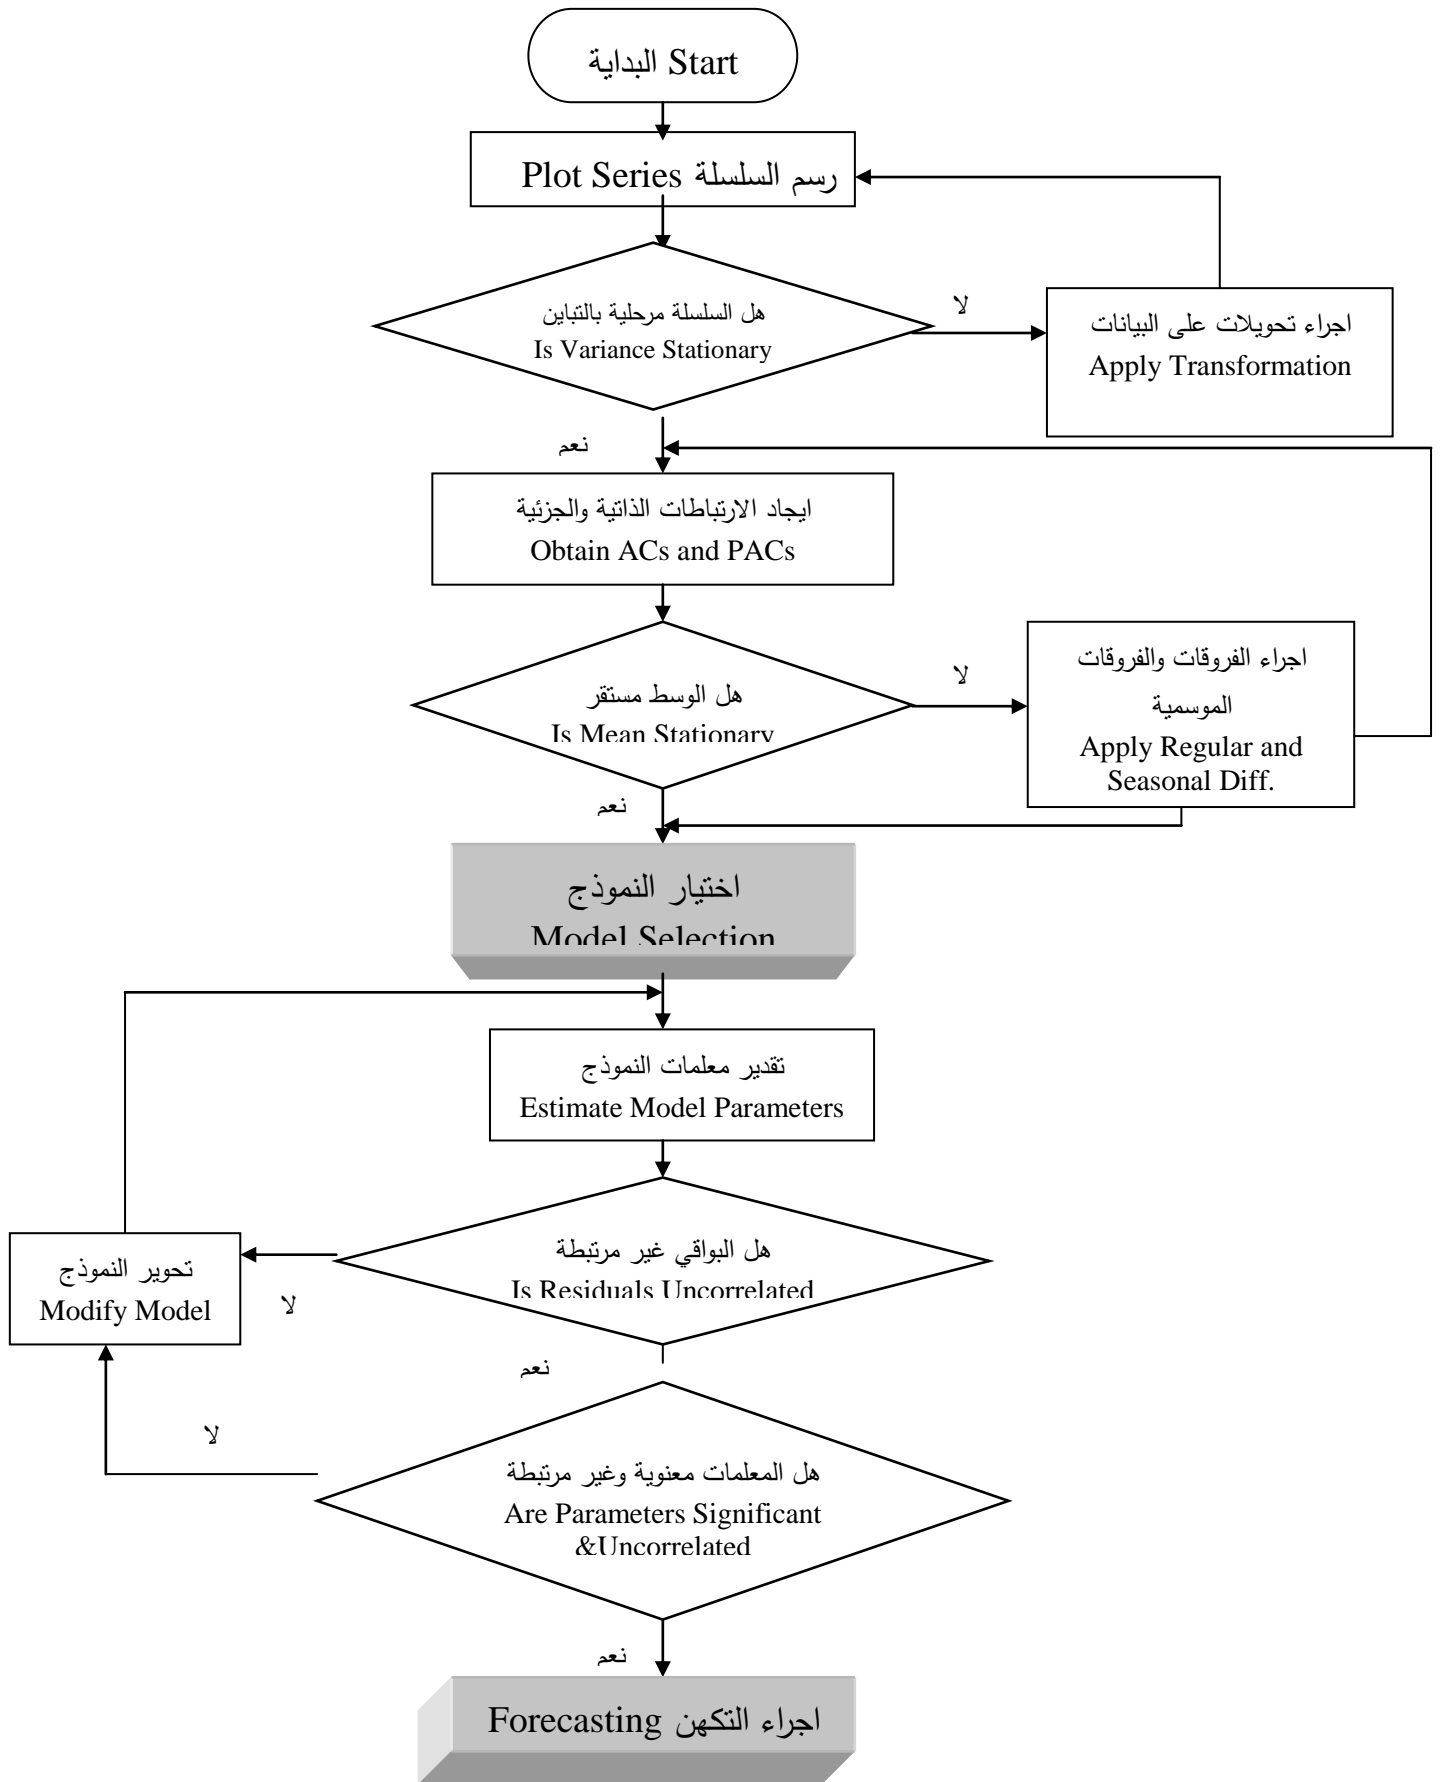 البداية Start
رسم السلسلة Plot Series
هل السلسلة مرحلية بالتباين
Is Variance Stationary
لا
اجراء تحويلات على البيانات
Apply Transformation
نعم
ايجاد الارتباطات الذاتية والجزئية
Obtain ACs and PACs
هل الوسط مستقر
Is Mean Stationary
لا
اجراء الفروقات والفروقات
الموسمية
Apply Regular and
Seasonal Diff.
نعم
اختيار النموذج
Model Selection
تقدير معلمات النموذج
Estimate Model Parameters
هل البواقي غير مرتبطة
Is Residuals Uncorrelated
لا
تحوير النموذج
Modify Model
نعم
لا
هل المعلمات معنوية وغير مرتبطة
Are Parameters Significant
&Uncorrelated
نعم
اجراء التكهن Forecasting